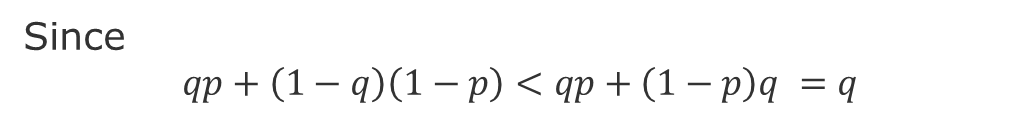 Since
𝑞𝑝 + (1 − 𝑞)(1 − 𝑝) < 𝑞𝑝 + (1 − 𝑝)𝑞 = 𝑞